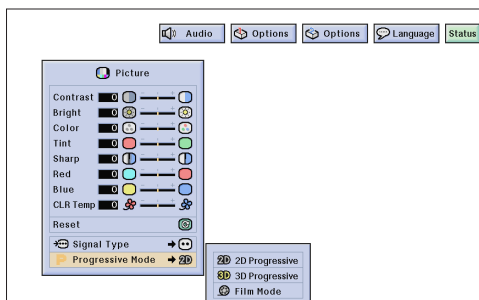 Audio Options Options Language Status
Picture
Contrast 0
Bright 0
Color 0
Tint 0
Sharp 0
Red 0
Blue 0
CLR Temp 0
Reset
Signal Type
P Progressive Mode 2D
2D 2D Progressive
3D 3D Progressive
Film Mode